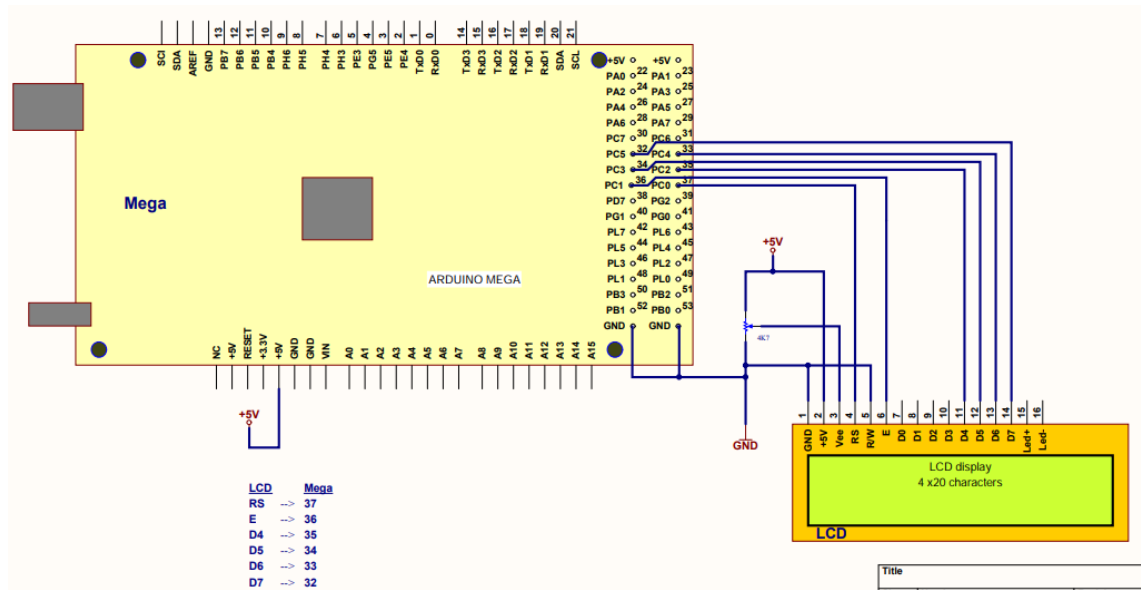 SCI SDA AREF GND 13 PB7 12 PB6 11 PB5 10 PB4 9 PH6 8 PH5 7 PH4 6 PH3 5 PE3 4 PG5 3 PE5 2 PE4 1 TxD0 0 RxD0 14 TxD3 15 RxD3 16 TxD2 17 RxD2 18 TxD1 19 RxD1 20 SDA 21 SCL
+5V +5V
PA0 22 PA1 23
PA2 24 PA3 25
PA4 26 PA5 27
PA6 28 PA7 29
PC7 30 PC6 31
PC5 32 PC4 33
PC3 34 PC2 35
PC1 36 PC0 37
PD7 38 PG2 39
PG1 40 PG0 41
PL7 42 PL6 43
PL5 44 PL4 45
PL3 46 PL2 47
PL1 48 PL0 49
PB3 50 PB2 51
PB1 52 PB0 53
GND GND
Mega
ARDUINO MEGA
NC +5V RESET +3.3V +5V GND GND VIN A0 A1 A2 A3 A4 A5 A6 A7 A8 A9 A10 A11 A12 A13 A14 A15
+5V
+5V
4K7
GND
1 2 3 4 5 6 7 8 9 10 11 12 13 14 15 16
GND +5V Vee RS R/W E D0 D1 D2 D3 D4 D5 D6 D7 Led+ Led-
LCD display
4 x20 characters
LCD
LCD Mega
RS --> 37
E --> 36
D4 --> 35
D5 --> 34
D6 --> 33
D7 --> 32
Title